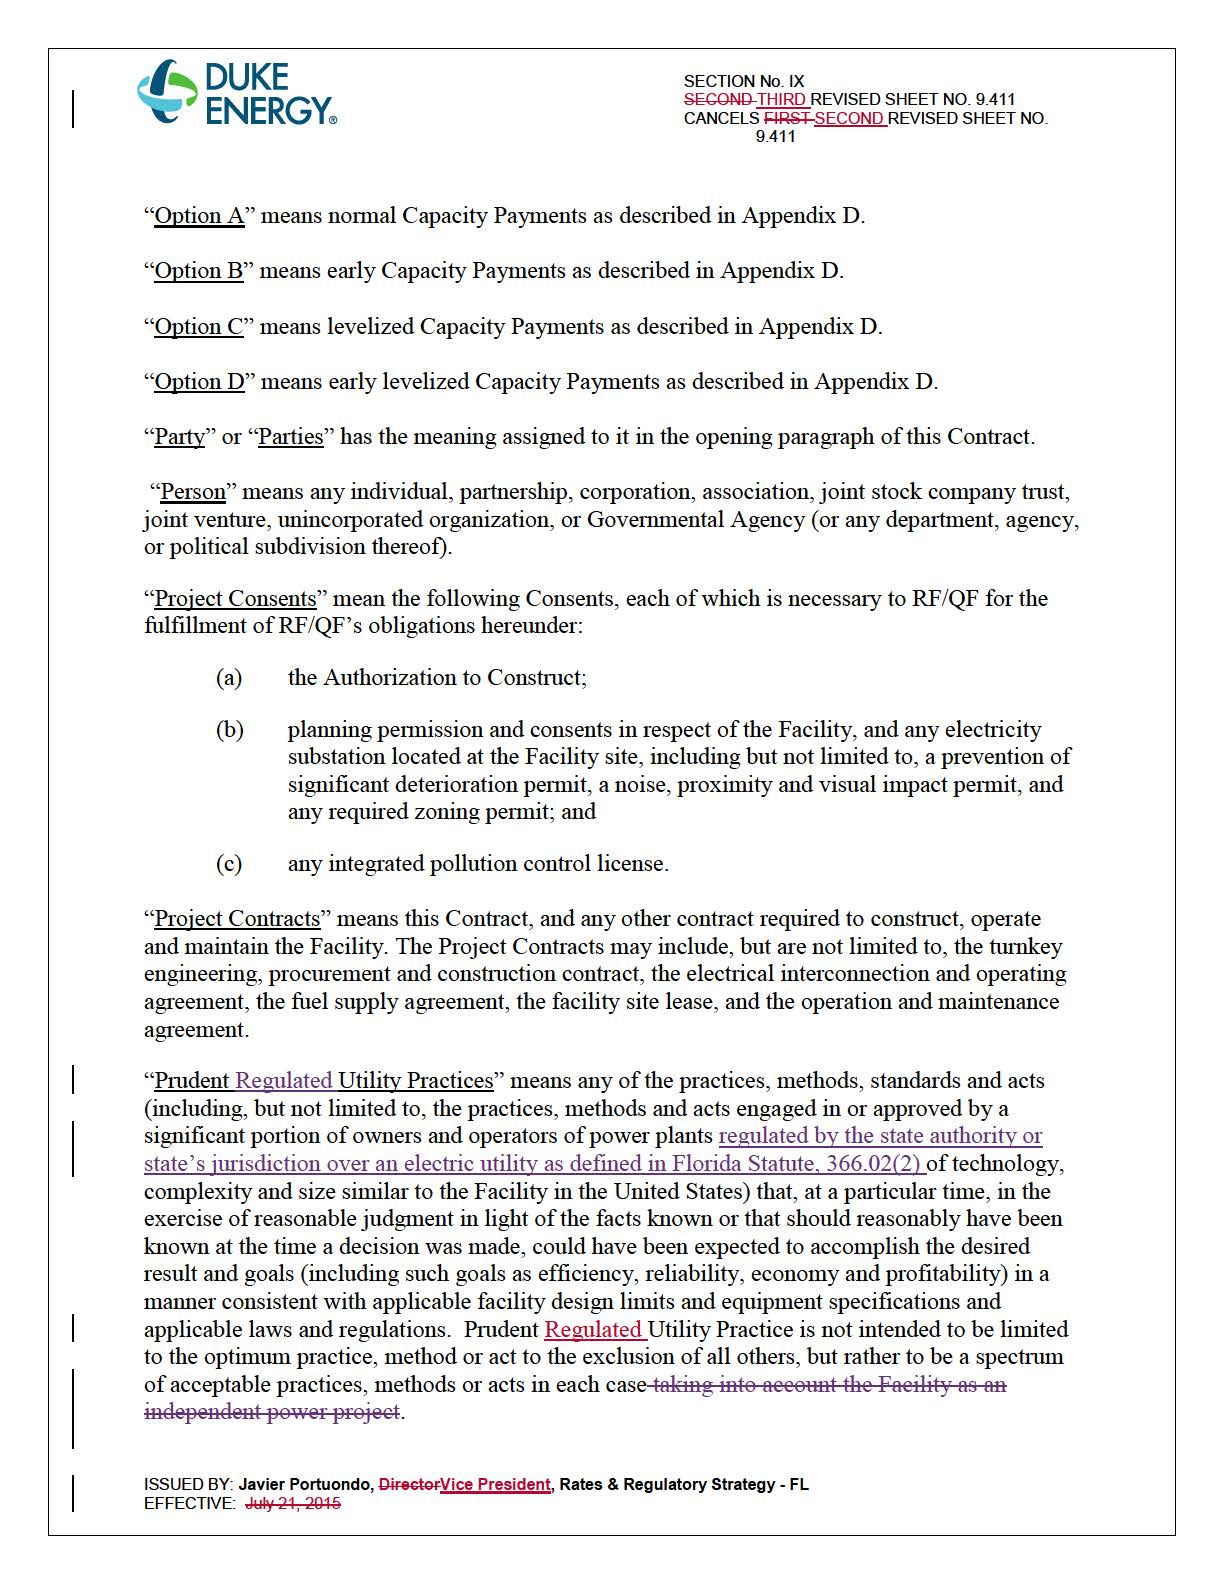 DUKE
ENERGY®
SECTION No. IX
SECOND THIRD REVISED SHEET NO. 9.411
CANCELS FIRST SECOND REVISED SHEET NO.
9.411
“Option A” means normal Capacity Payments as described in Appendix D.
“Option B” means early Capacity Payments as described in Appendix D.
“Option C” means levelized Capacity Payments as described in Appendix D.
“Option D” means early levelized Capacity Payments as described in Appendix D.
“Party” or “Parties” has the meaning assigned to it in the opening paragraph of this Contract.
“Person” means any individual, partnership, corporation, association, joint stock company trust,
joint venture, unincorporated organization, or Governmental Agency (or any department, agency,
or political subdivision thereof).
“Project Consents” mean the following Consents, each of which is necessary to RF/QF for the
fulfillment of RF/QF’s obligations hereunder:
(a) the Authorization to Construct;
(b) planning permission and consents in respect of the Facility, and any electricity
substation located at the Facility site, including but not limited to, a prevention of
significant deterioration permit, a noise, proximity and visual impact permit, and
any required zoning permit; and
(c) any integrated pollution control license.
“Project Contracts” means this Contract, and any other contract required to construct, operate
and maintain the Facility. The Project Contracts may include, but are not limited to, the turnkey
engineering, procurement and construction contract, the electrical interconnection and operating
agreement, the fuel supply agreement, the facility site lease, and the operation and maintenance
agreement.
“Prudent Regulated Utility Practices” means any of the practices, methods, standards and acts
(including, but not limited to, the practices, methods and acts engaged in or approved by a
significant portion of owners and operators of power plants regulated by the state authority or
state’s jurisdiction over an electric utility as defined in Florida Statute, 366.02(2) of technology,
complexity and size similar to the Facility in the United States) that, at a particular time, in the
exercise of reasonable judgment in light of the facts known or that should reasonably have been
known at the time a decision was made, could have been expected to accomplish the desired
result and goals (including such goals as efficiency, reliability, economy and profitability) in a
manner consistent with applicable facility design limits and equipment specifications and
applicable laws and regulations. Prudent Regulated Utility Practice is not intended to be limited
to the optimum practice, method or act to the exclusion of all others, but rather to be a spectrum
of acceptable practices, methods or acts in each case taking into account the Facility as an
independent power project.
ISSUED BY: Javier Portuondo, DirectorVice President, Rates & Regulatory Strategy - FL
EFFECTIVE: July 21, 2015